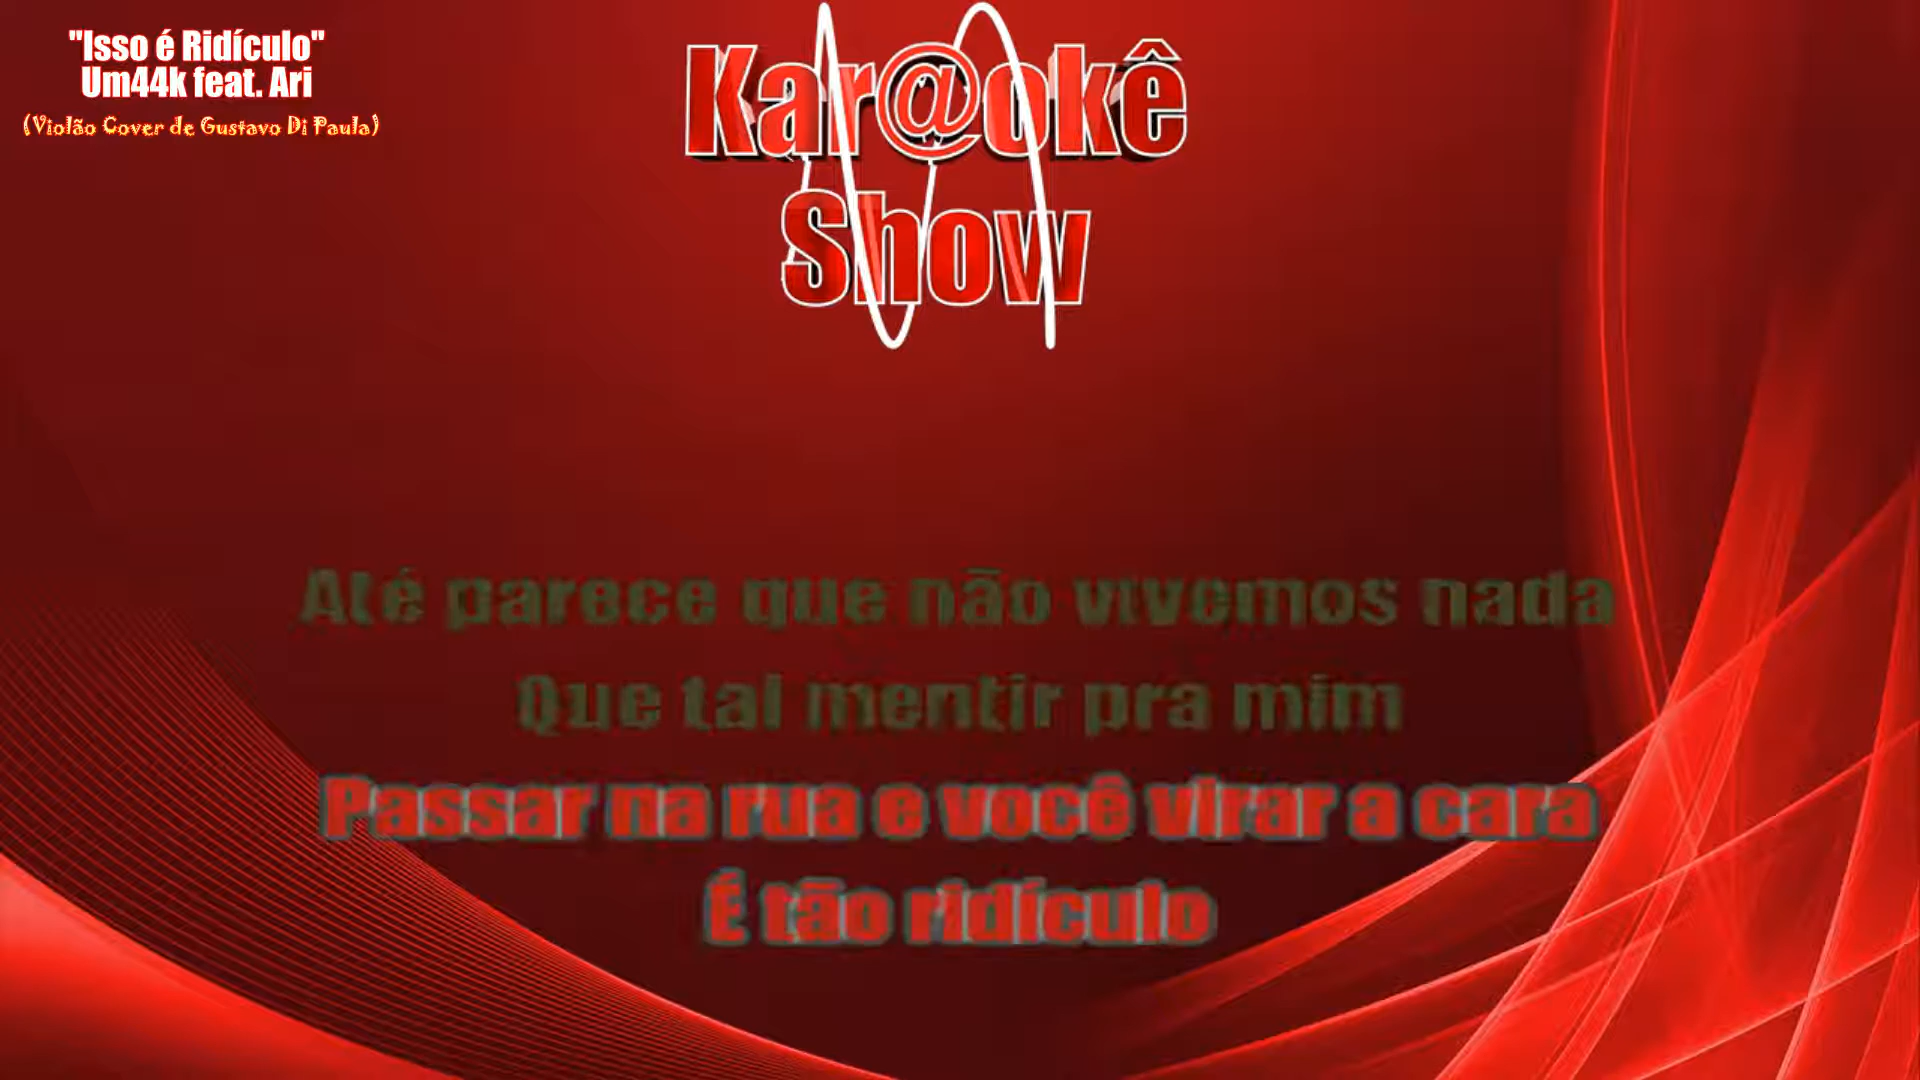 "Isso é Ridículo"
Um44k feat. Ari
(Violão Cover de Gustavo Di Paula)
Kar@okê
Show
Até parece que não vivemos nada
Que tal mentir pra mim
Passar na rua e você virar a cara
É tão ridículo